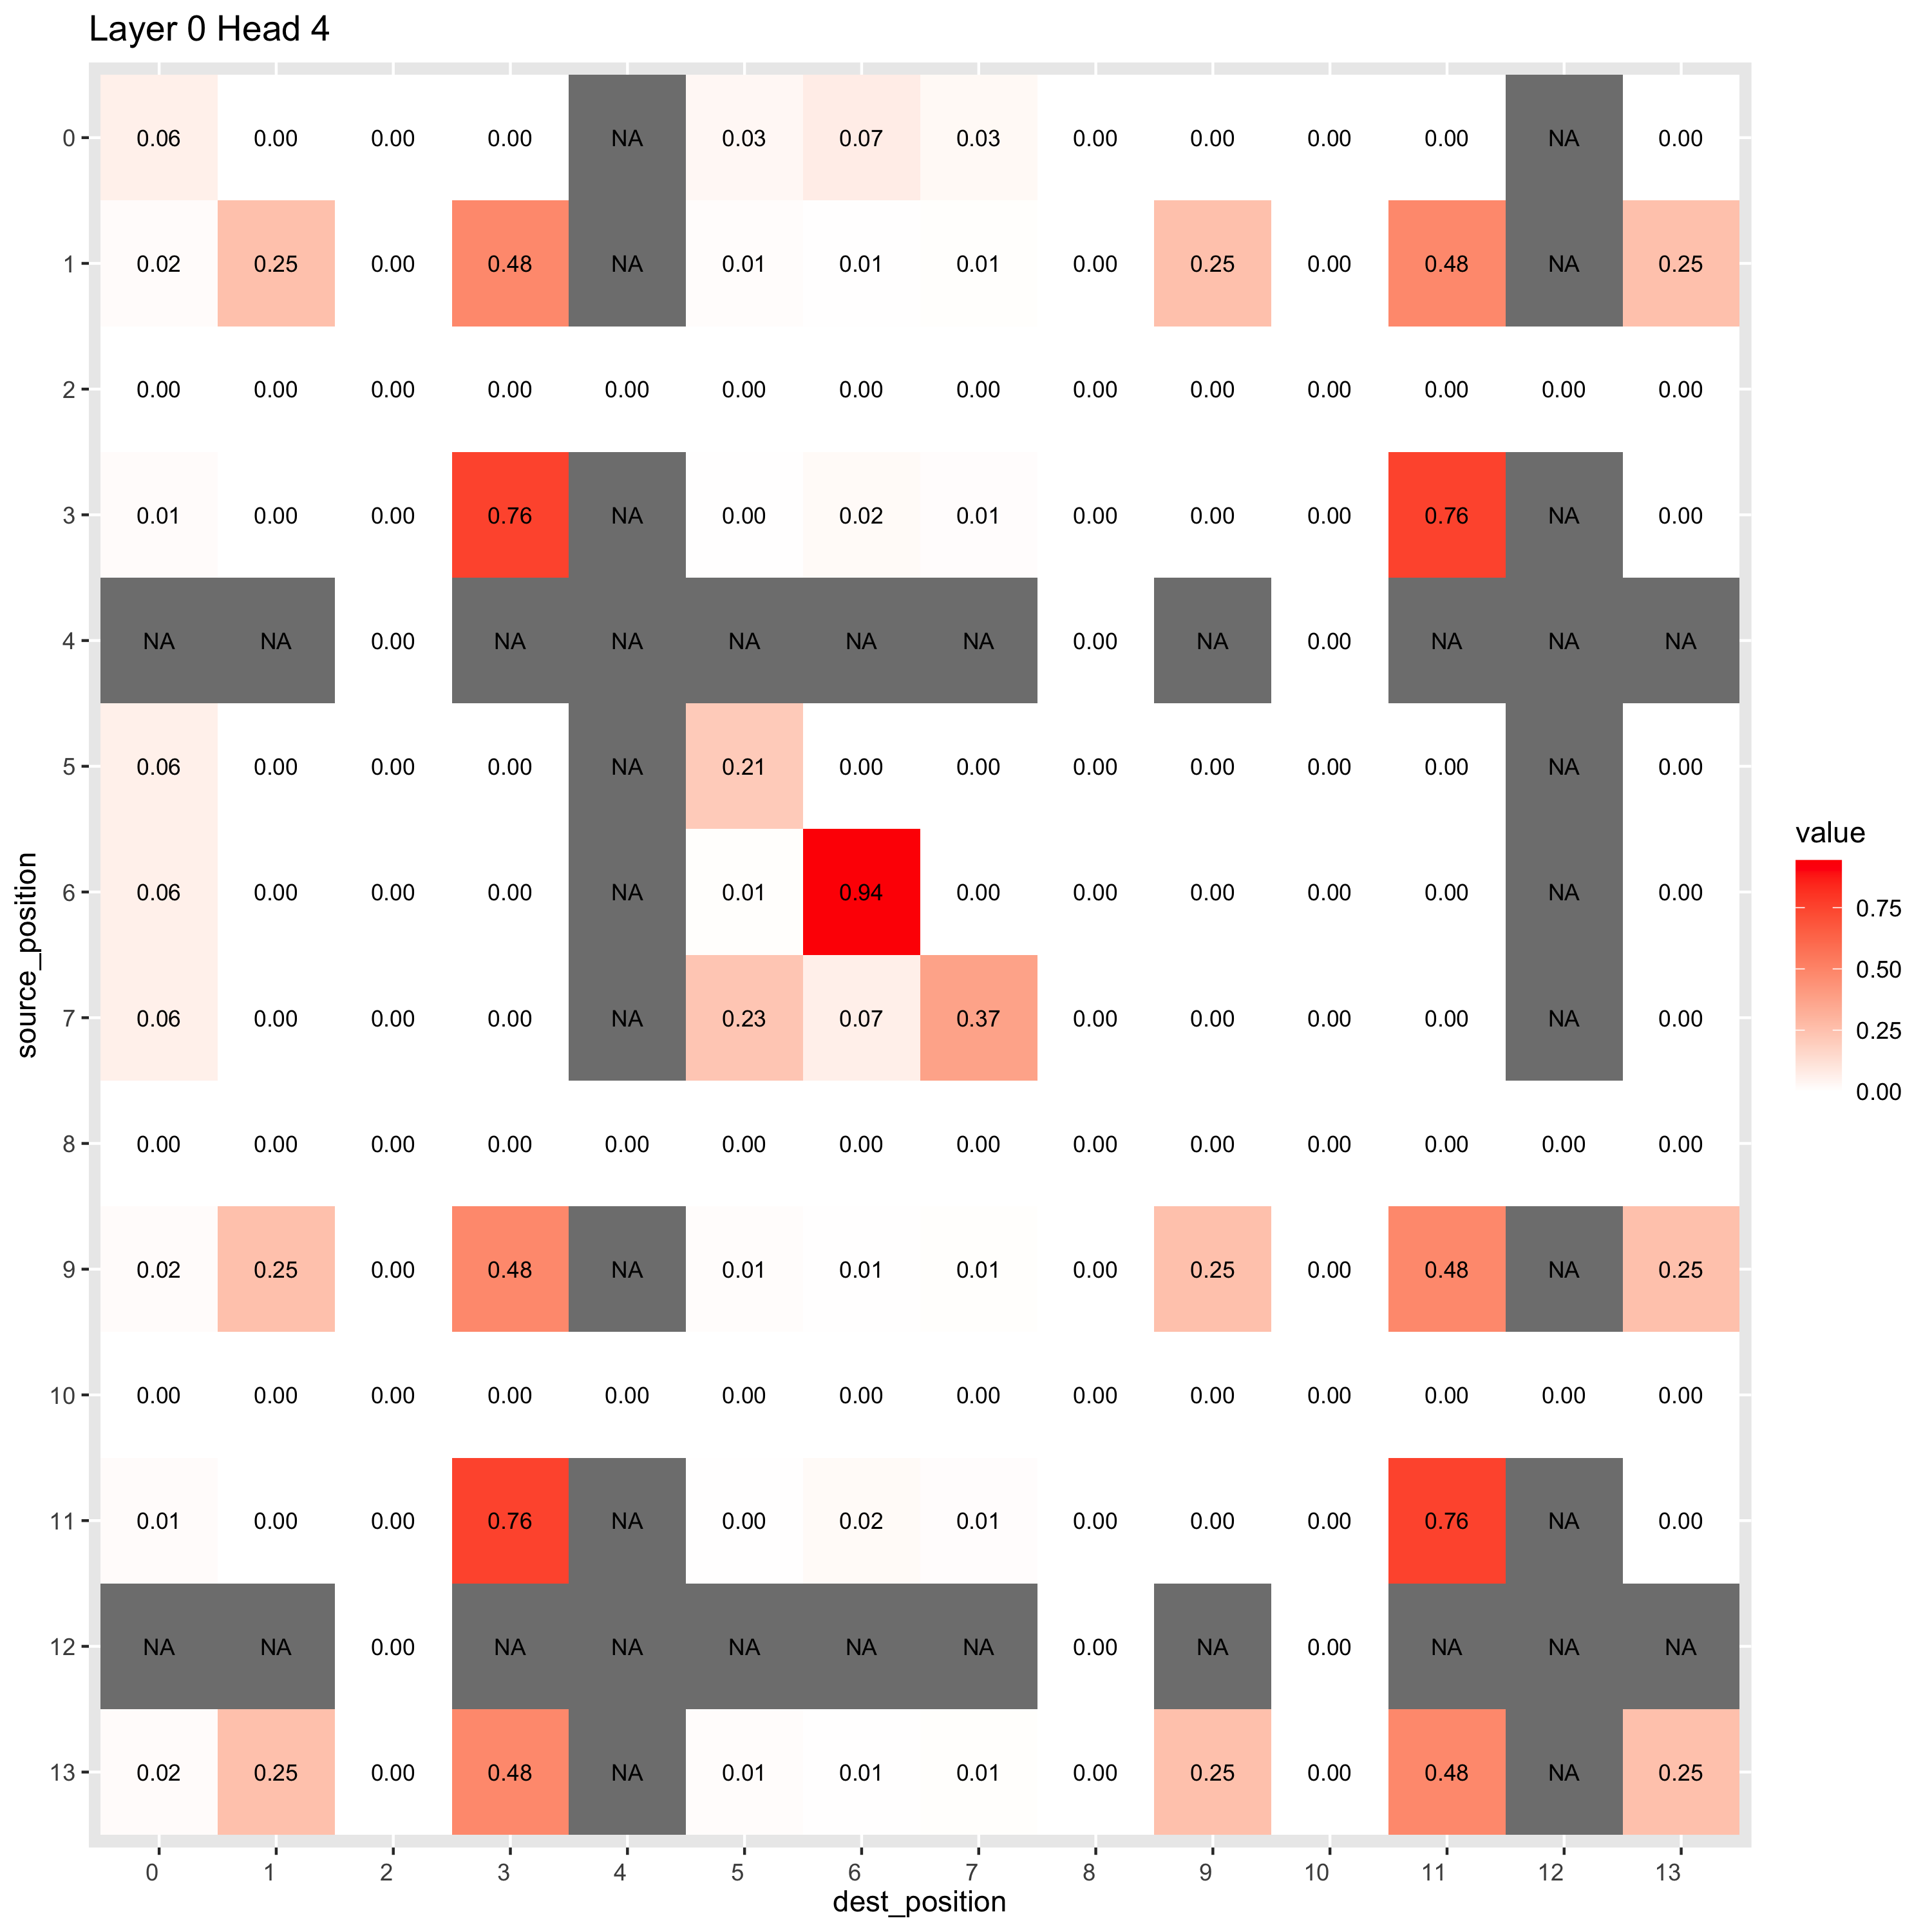 Layer 0 Head 4
0 0.06 0.00 0.00 0.00 NA 0.03 0.07 0.03 0.00 0.00 0.00 0.00 NA 0.00
1 0.02 0.25 0.00 0.48 NA 0.01 0.01 0.01 0.00 0.25 0.00 0.48 NA 0.25
2 0.00 0.00 0.00 0.00 0.00 0.00 0.00 0.00 0.00 0.00 0.00 0.00 0.00 0.00
3 0.01 0.00 0.00 0.76 NA 0.00 0.02 0.01 0.00 0.00 0.00 0.76 NA 0.00
4 NA NA 0.00 NA NA NA NA NA 0.00 NA 0.00 NA NA NA
5 0.06 0.00 0.00 0.00 NA 0.21 0.00 0.00 0.00 0.00 0.00 0.00 NA 0.00
6 0.06 0.00 0.00 0.00 NA 0.01 0.94 0.00 0.00 0.00 0.00 0.00 NA 0.00
7 0.06 0.00 0.00 0.00 NA 0.23 0.07 0.37 0.00 0.00 0.00 0.00 NA 0.00
8 0.00 0.00 0.00 0.00 0.00 0.00 0.00 0.00 0.00 0.00 0.00 0.00 0.00 0.00
9 0.02 0.25 0.00 0.48 NA 0.01 0.01 0.01 0.00 0.25 0.00 0.48 NA 0.25
10 0.00 0.00 0.00 0.00 0.00 0.00 0.00 0.00 0.00 0.00 0.00 0.00 0.00 0.00
11 0.01 0.00 0.00 0.76 NA 0.00 0.02 0.01 0.00 0.00 0.00 0.76 NA 0.00
12 NA NA 0.00 NA NA NA NA NA 0.00 NA 0.00 NA NA NA
13 0.02 0.25 0.00 0.48 NA 0.01 0.01 0.01 0.00 0.25 0.00 0.48 NA 0.25
0 1 2 3 4 5 6 7 8 9 10 11 12 13
dest_position
source_position
value
0.75
0.50
0.25
0.00